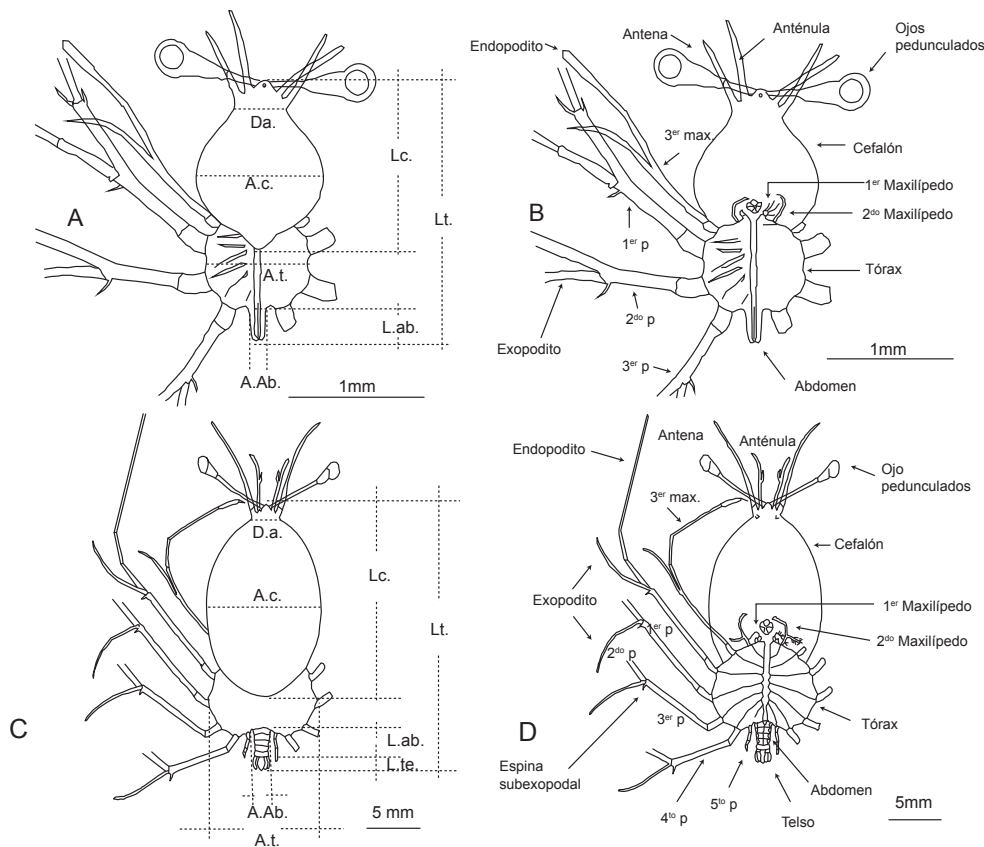 A
Da.
A.c.
A.t.
Lc.
Lt.
L.ab.
A.Ab.
1mm
B
Endopodito
Antena
Anténula
Ojos
pedunculados
3er max.
Cefalón
1er Maxilípedo
2do Maxilípedo
1er p
Tórax
2do p
Exopodito
3er p
1mm
Abdomen
C
D.a.
A.c.
Lc.
Lt.
L.ab.
L.te.
A.Ab.
A.t.
5 mm
D
Endopodito
Antena
Anténula
Ojo
pedunculados
3er max.
Cefalón
Exopodito
1er Maxilípedo
2do Maxilípedo
1er p
2do p
3er p
Tórax
Espina
subexopodal
4to p
5to p
Abdomen
Telso
5mm